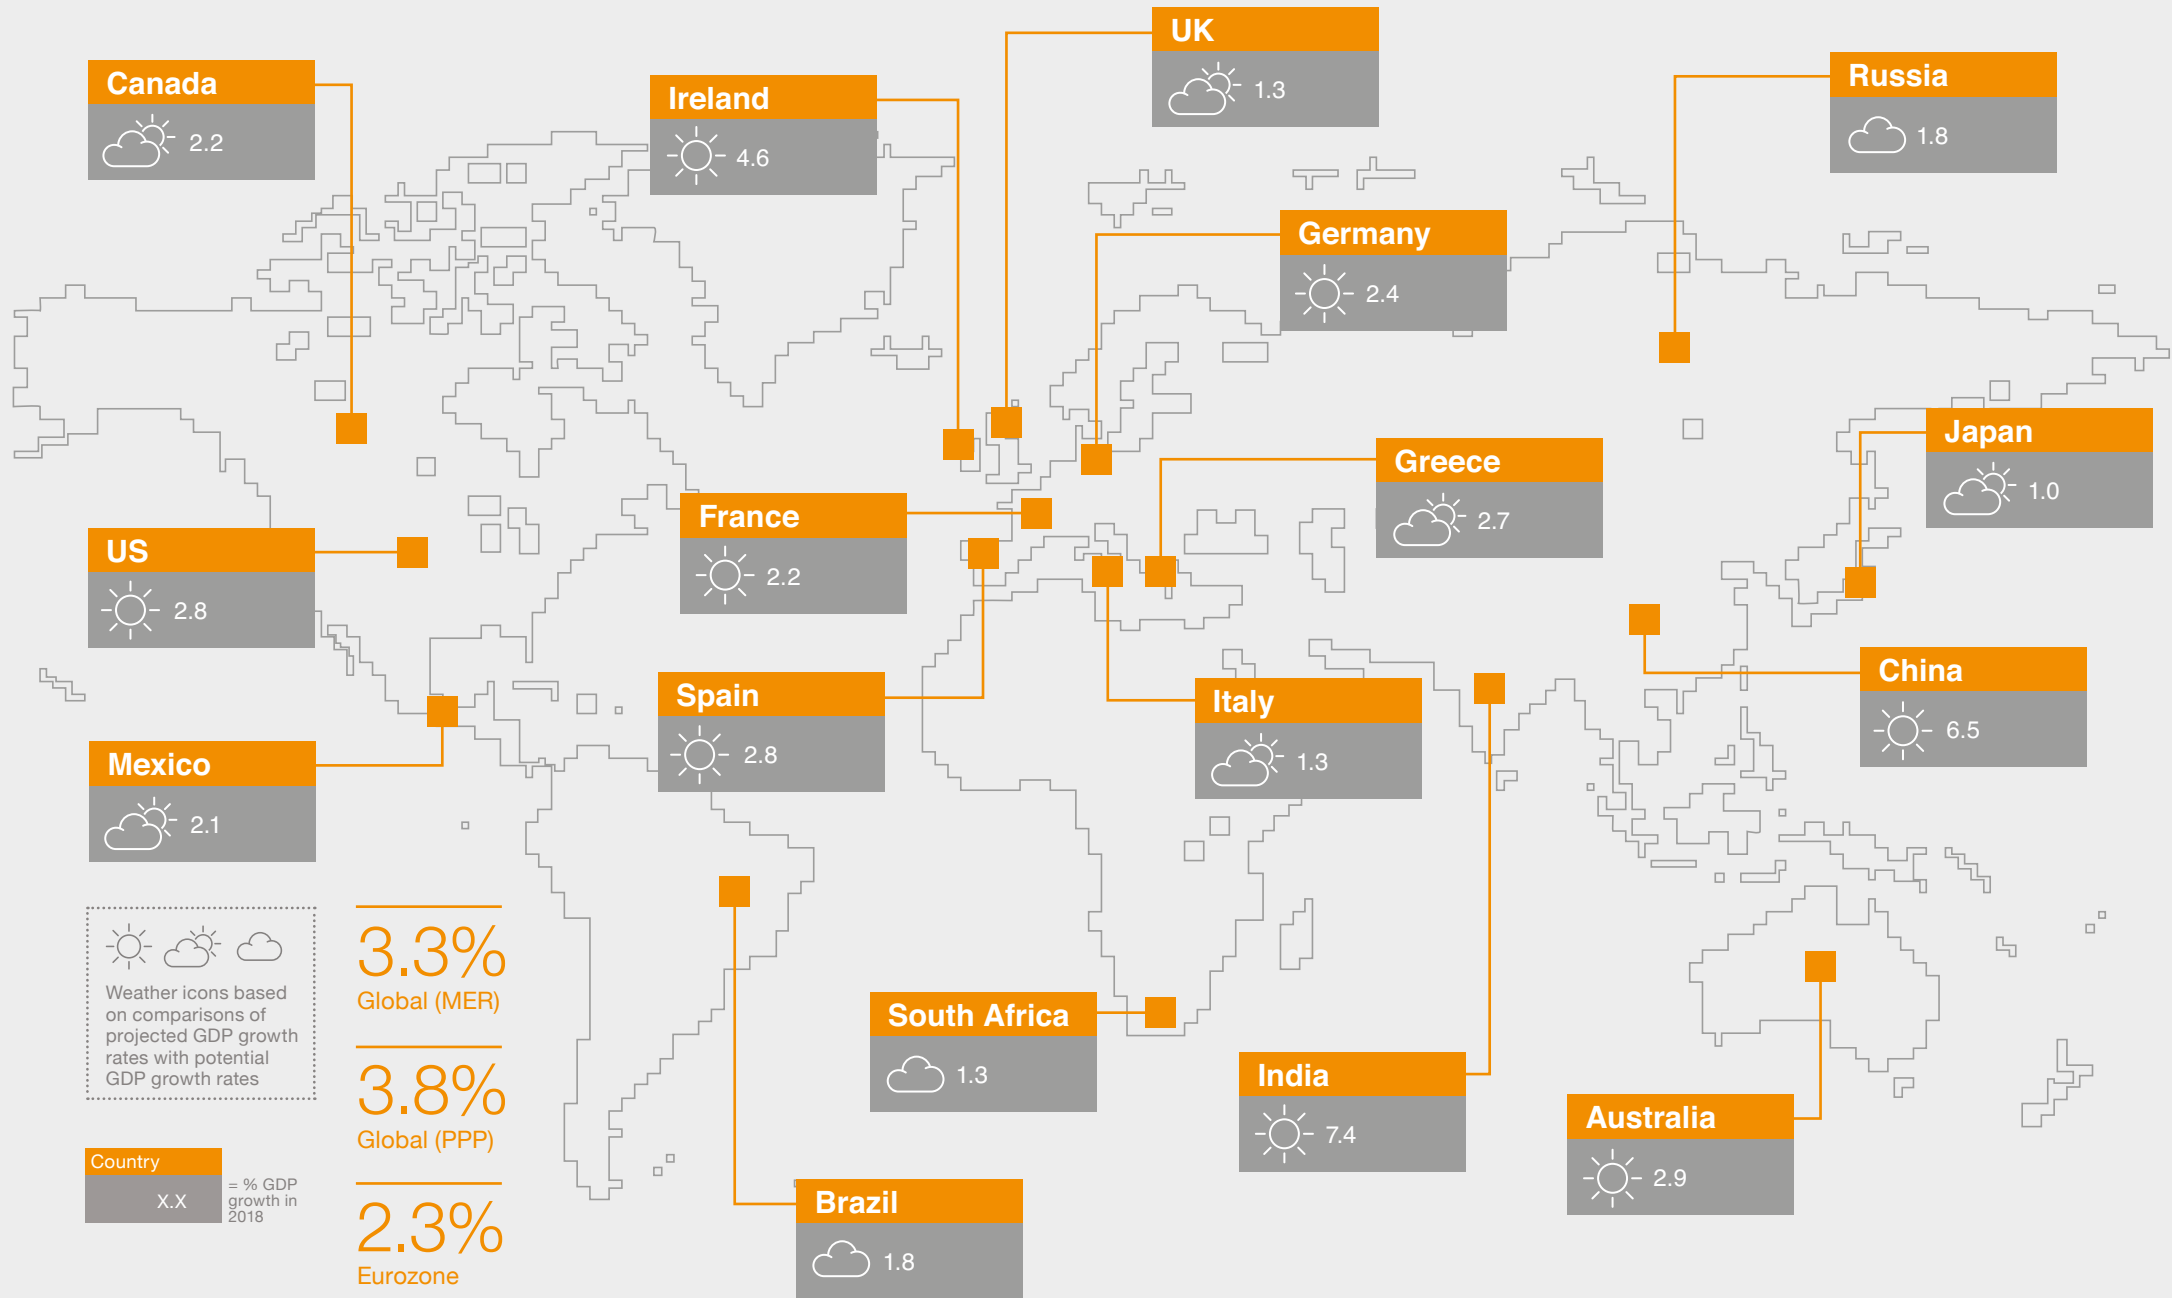 UK
1.3
Canada
2.2
Ireland
4.6
Russia
1.8
Germany
2.4
Japan
1.0
Greece
2.7
France
2.2
US
2.8
China
6.5
Spain
2.8
Italy
1.3
Mexico
2.1
Weather icons based
on comparisons of
projected GDP growth
rates with potential
GDP growth rates
3.3%
Global (MER)
3.8%
Global (PPP)
2.3%
Eurozone
Country
X.X
= % GDP
growth in
2018
South Africa
1.3
India
7.4
Australia
2.9
Brazil
1.8